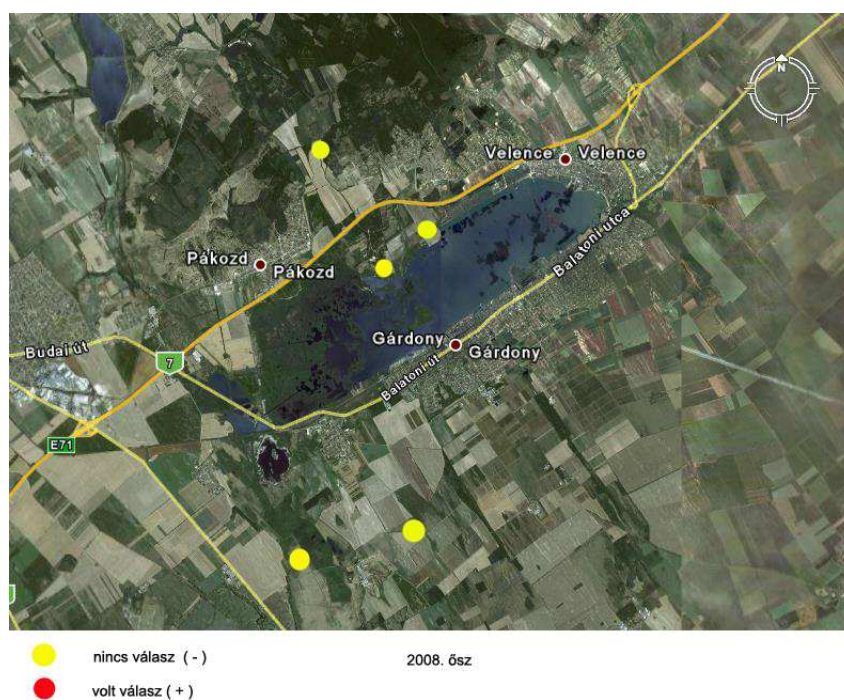 N
Velence Velence
Pákozd Pákozd
Balatoni utca
Gárdony Gárdony
Budai út
7
Balatoni út
E71
nincs válasz ( - )
2008. ősz
volt válasz ( + )